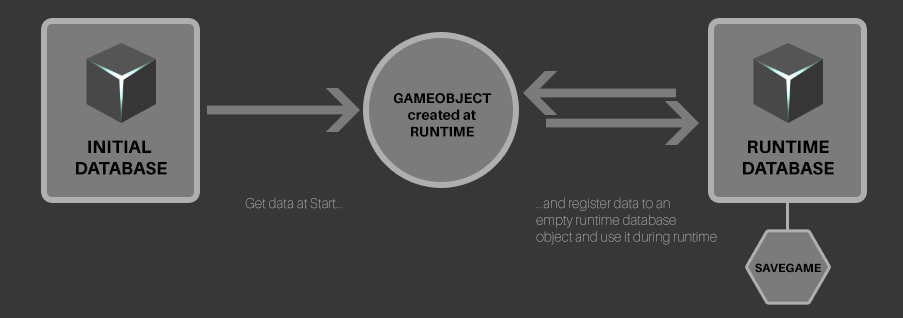 INITIAL
DATABASE
GAMEOBJECT
created at
RUNTIME
RUNTIME
DATABASE
Get data at Start...
...and register data to an
empty runtime database
object and use it during runtime
SAVEGAME